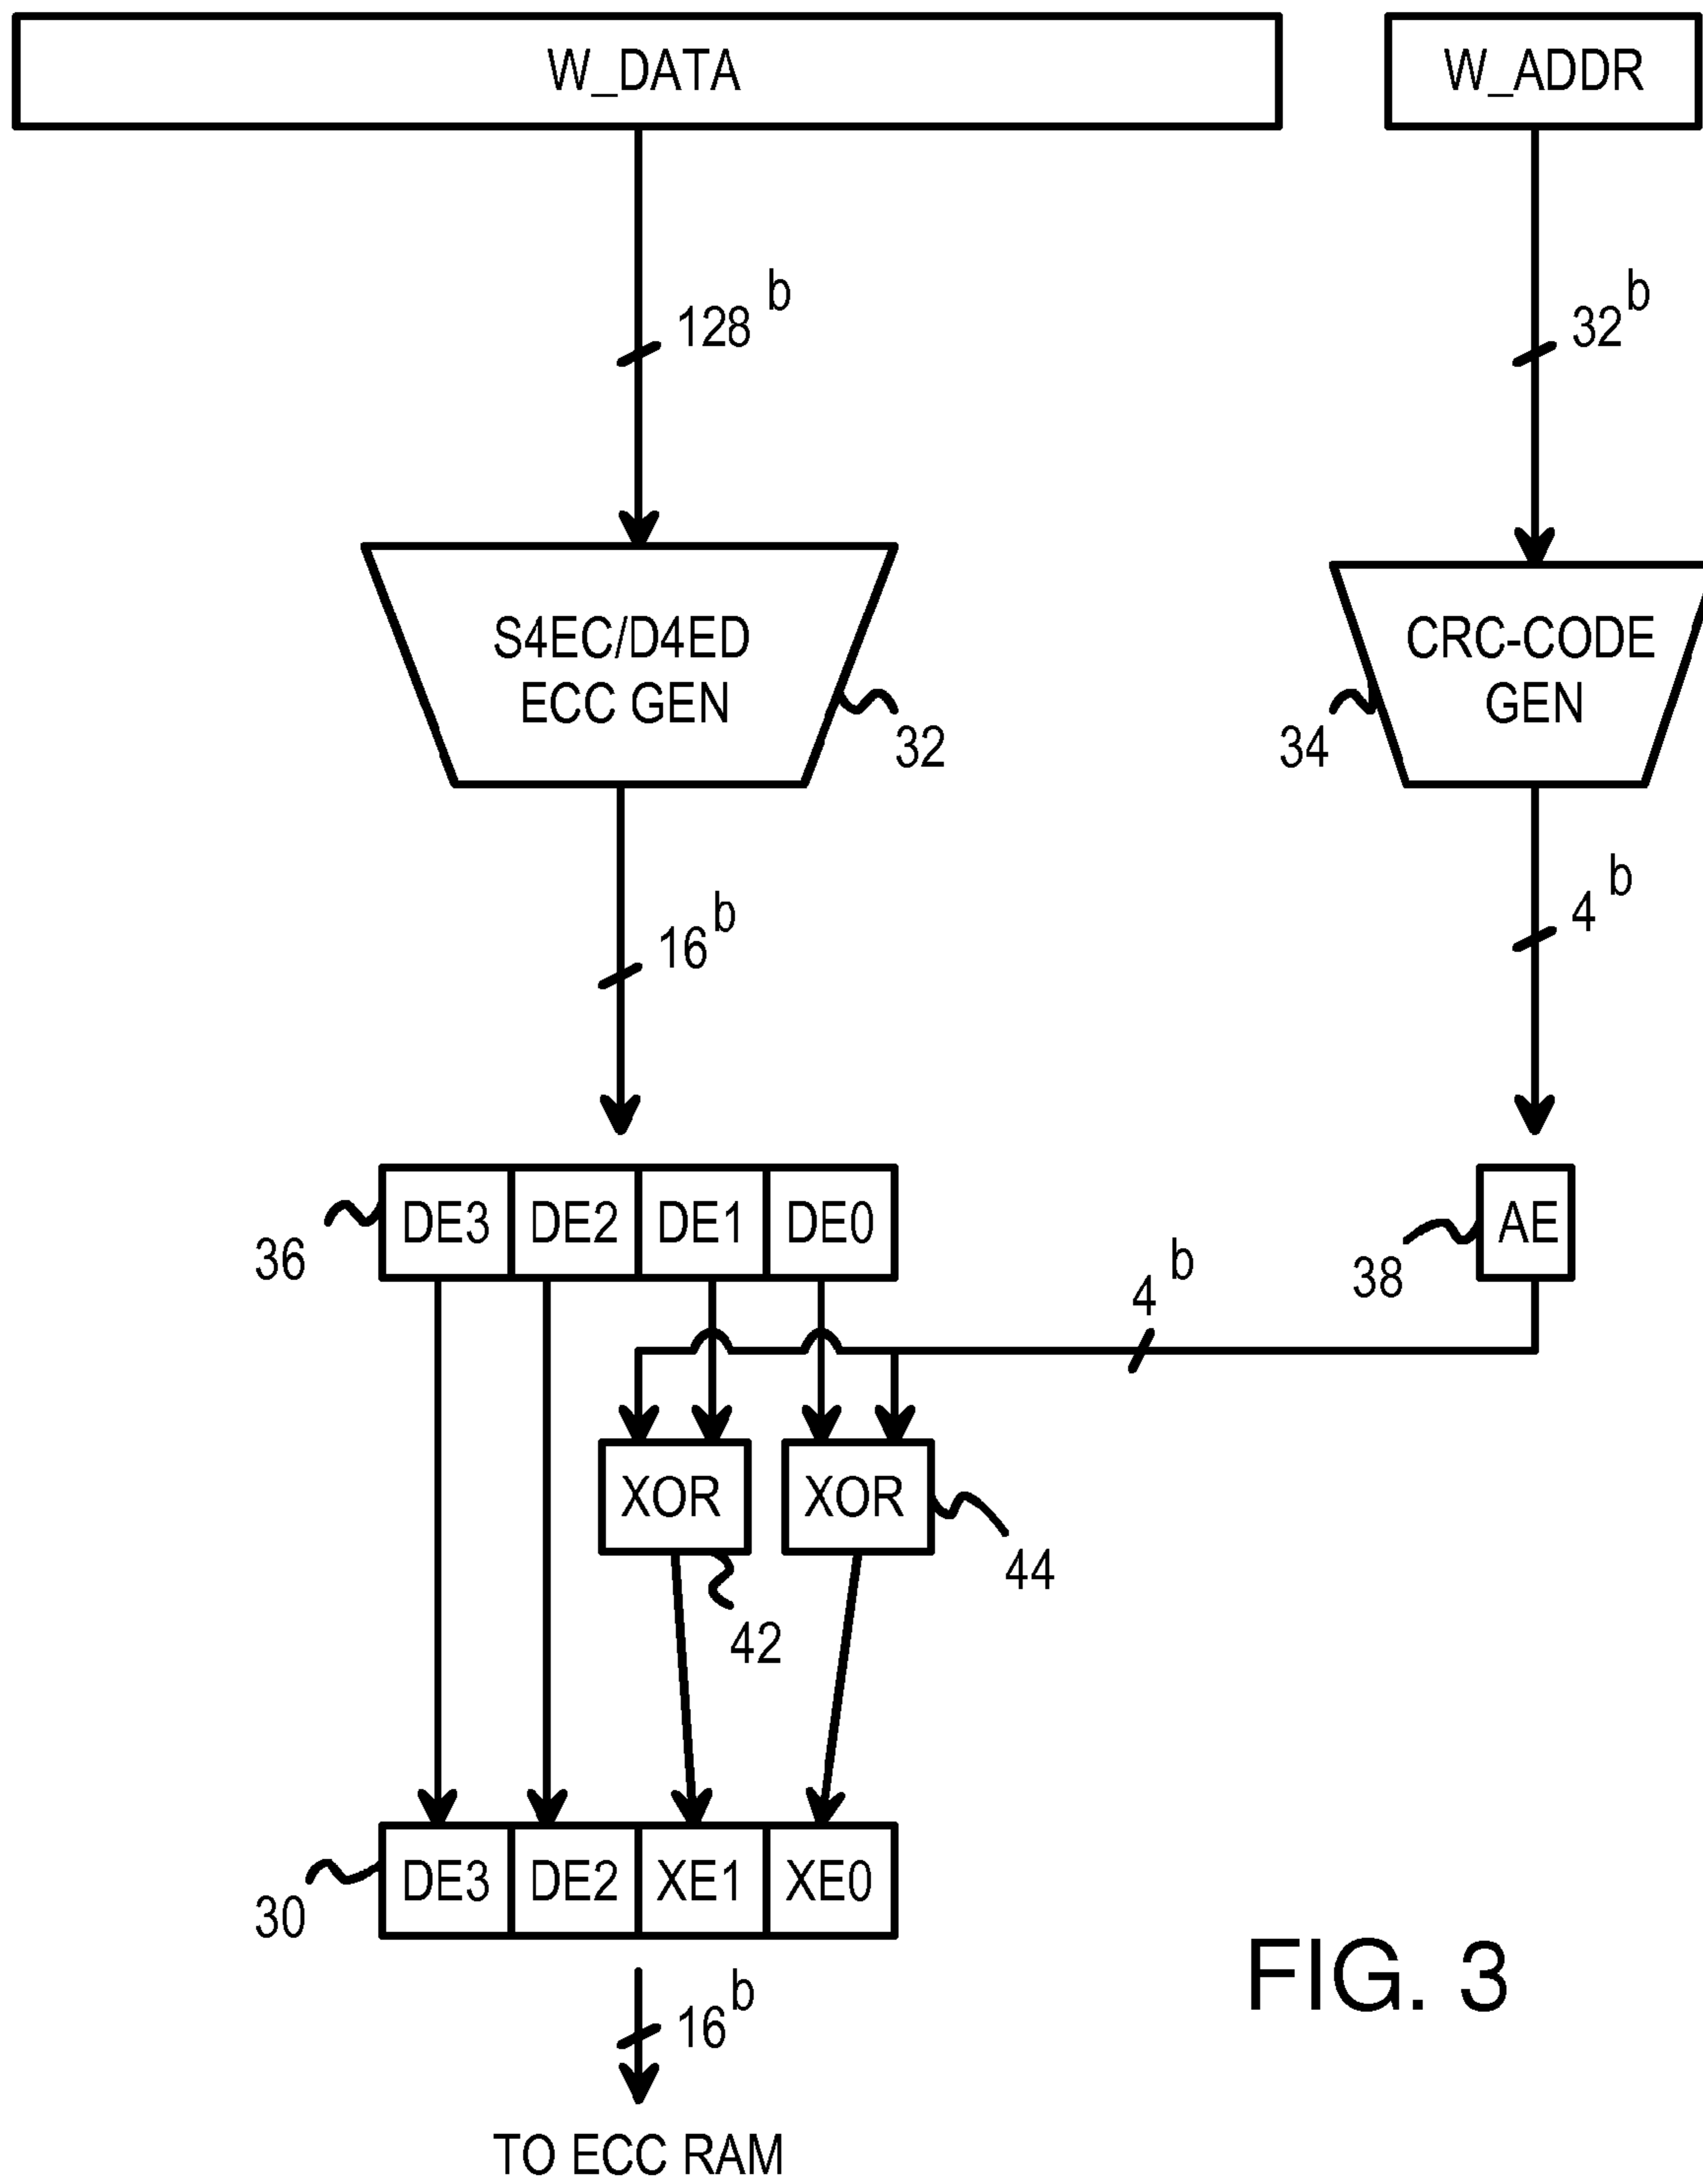 W_DATA
W_ADDR
128 b
32 b
S4EC/D4ED
ECC GEN
32
CRC-CODE
GEN
34
16 b
4 b
DE3 DE2 DE1 DE0
36
AE
38
4 b
XOR
XOR
44
42
DE3 DE2 XE1 XE0
30
16 b
FIG. 3
TO ECC RAM